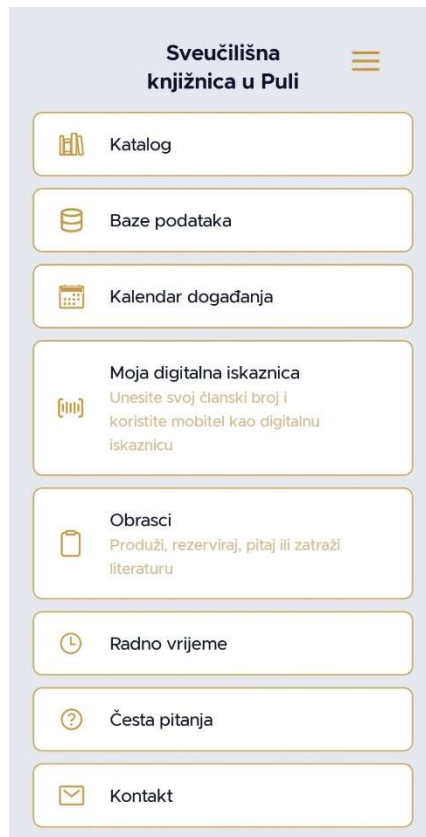 Sveučilišna
knjižnica u Puli
Katalog
Baze podataka
Kalendar događanja
Moja digitalna iskaznica
Unesite svoj članski broj i
koristite mobitel kao digitalnu
iskaznicu
Obrasci
Produži, rezerviraj, pitaj ili zatraži
literaturu
Radno vrijeme
Česta pitanja
Kontakt